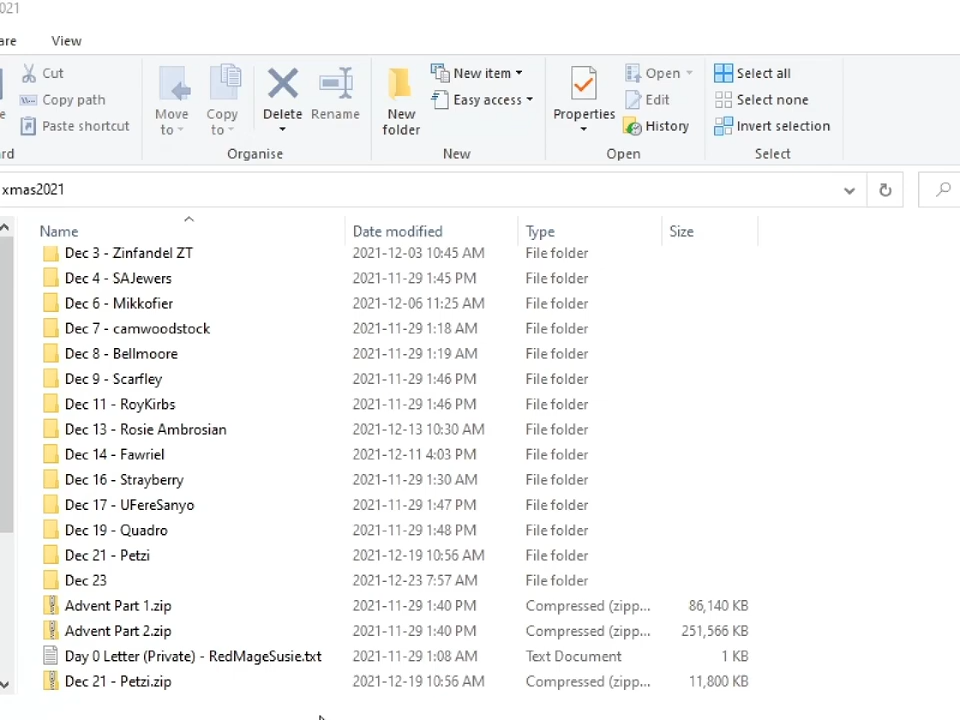 2021
are View
Cut
Copy path
Paste shortcut
Move to
Copy to
Delete
Rename
New folder
New item
Easy access
Properties
Open
Edit
History
Select all
Select none
Invert selection
Organise New Open Select
xmas2021
Name Date modified Type Size
Dec 3 - Zinfandel ZT 2021-12-03 10:45 AM File folder
Dec 4 - SAJewers 2021-11-29 1:45 PM File folder
Dec 6 - Mikkofier 2021-12-06 11:25 AM File folder
Dec 7 - camwoodstock 2021-11-29 1:18 AM File folder
Dec 8 - Bellmoore 2021-11-29 1:19 AM File folder
Dec 9 - Scarfley 2021-11-29 1:46 PM File folder
Dec 11 - RoyKirbs 2021-11-29 1:46 PM File folder
Dec 13 - Rosie Ambrosian 2021-12-13 10:30 AM File folder
Dec 14 - Fawriel 2021-12-11 4:03 PM File folder
Dec 16 - Strayberry 2021-11-29 1:30 AM File folder
Dec 17 - UFereSanyo 2021-11-29 1:47 PM File folder
Dec 19 - Quadro 2021-11-29 1:48 PM File folder
Dec 21 - Petzi 2021-12-19 10:56 AM File folder
Dec 23 2021-12-23 7:57 AM File folder
Advent Part 1.zip 2021-11-29 1:40 PM Compressed (zipp... 86,140 KB
Advent Part 2.zip 2021-11-29 1:40 PM Compressed (zipp... 251,566 KB
Day 0 Letter (Private) - RedMageSusie.txt 2021-11-29 1:08 AM Text Document 1 KB
Dec 21 - Petzi.zip 2021-12-19 10:56 AM Compressed (zipp... 11,800 KB